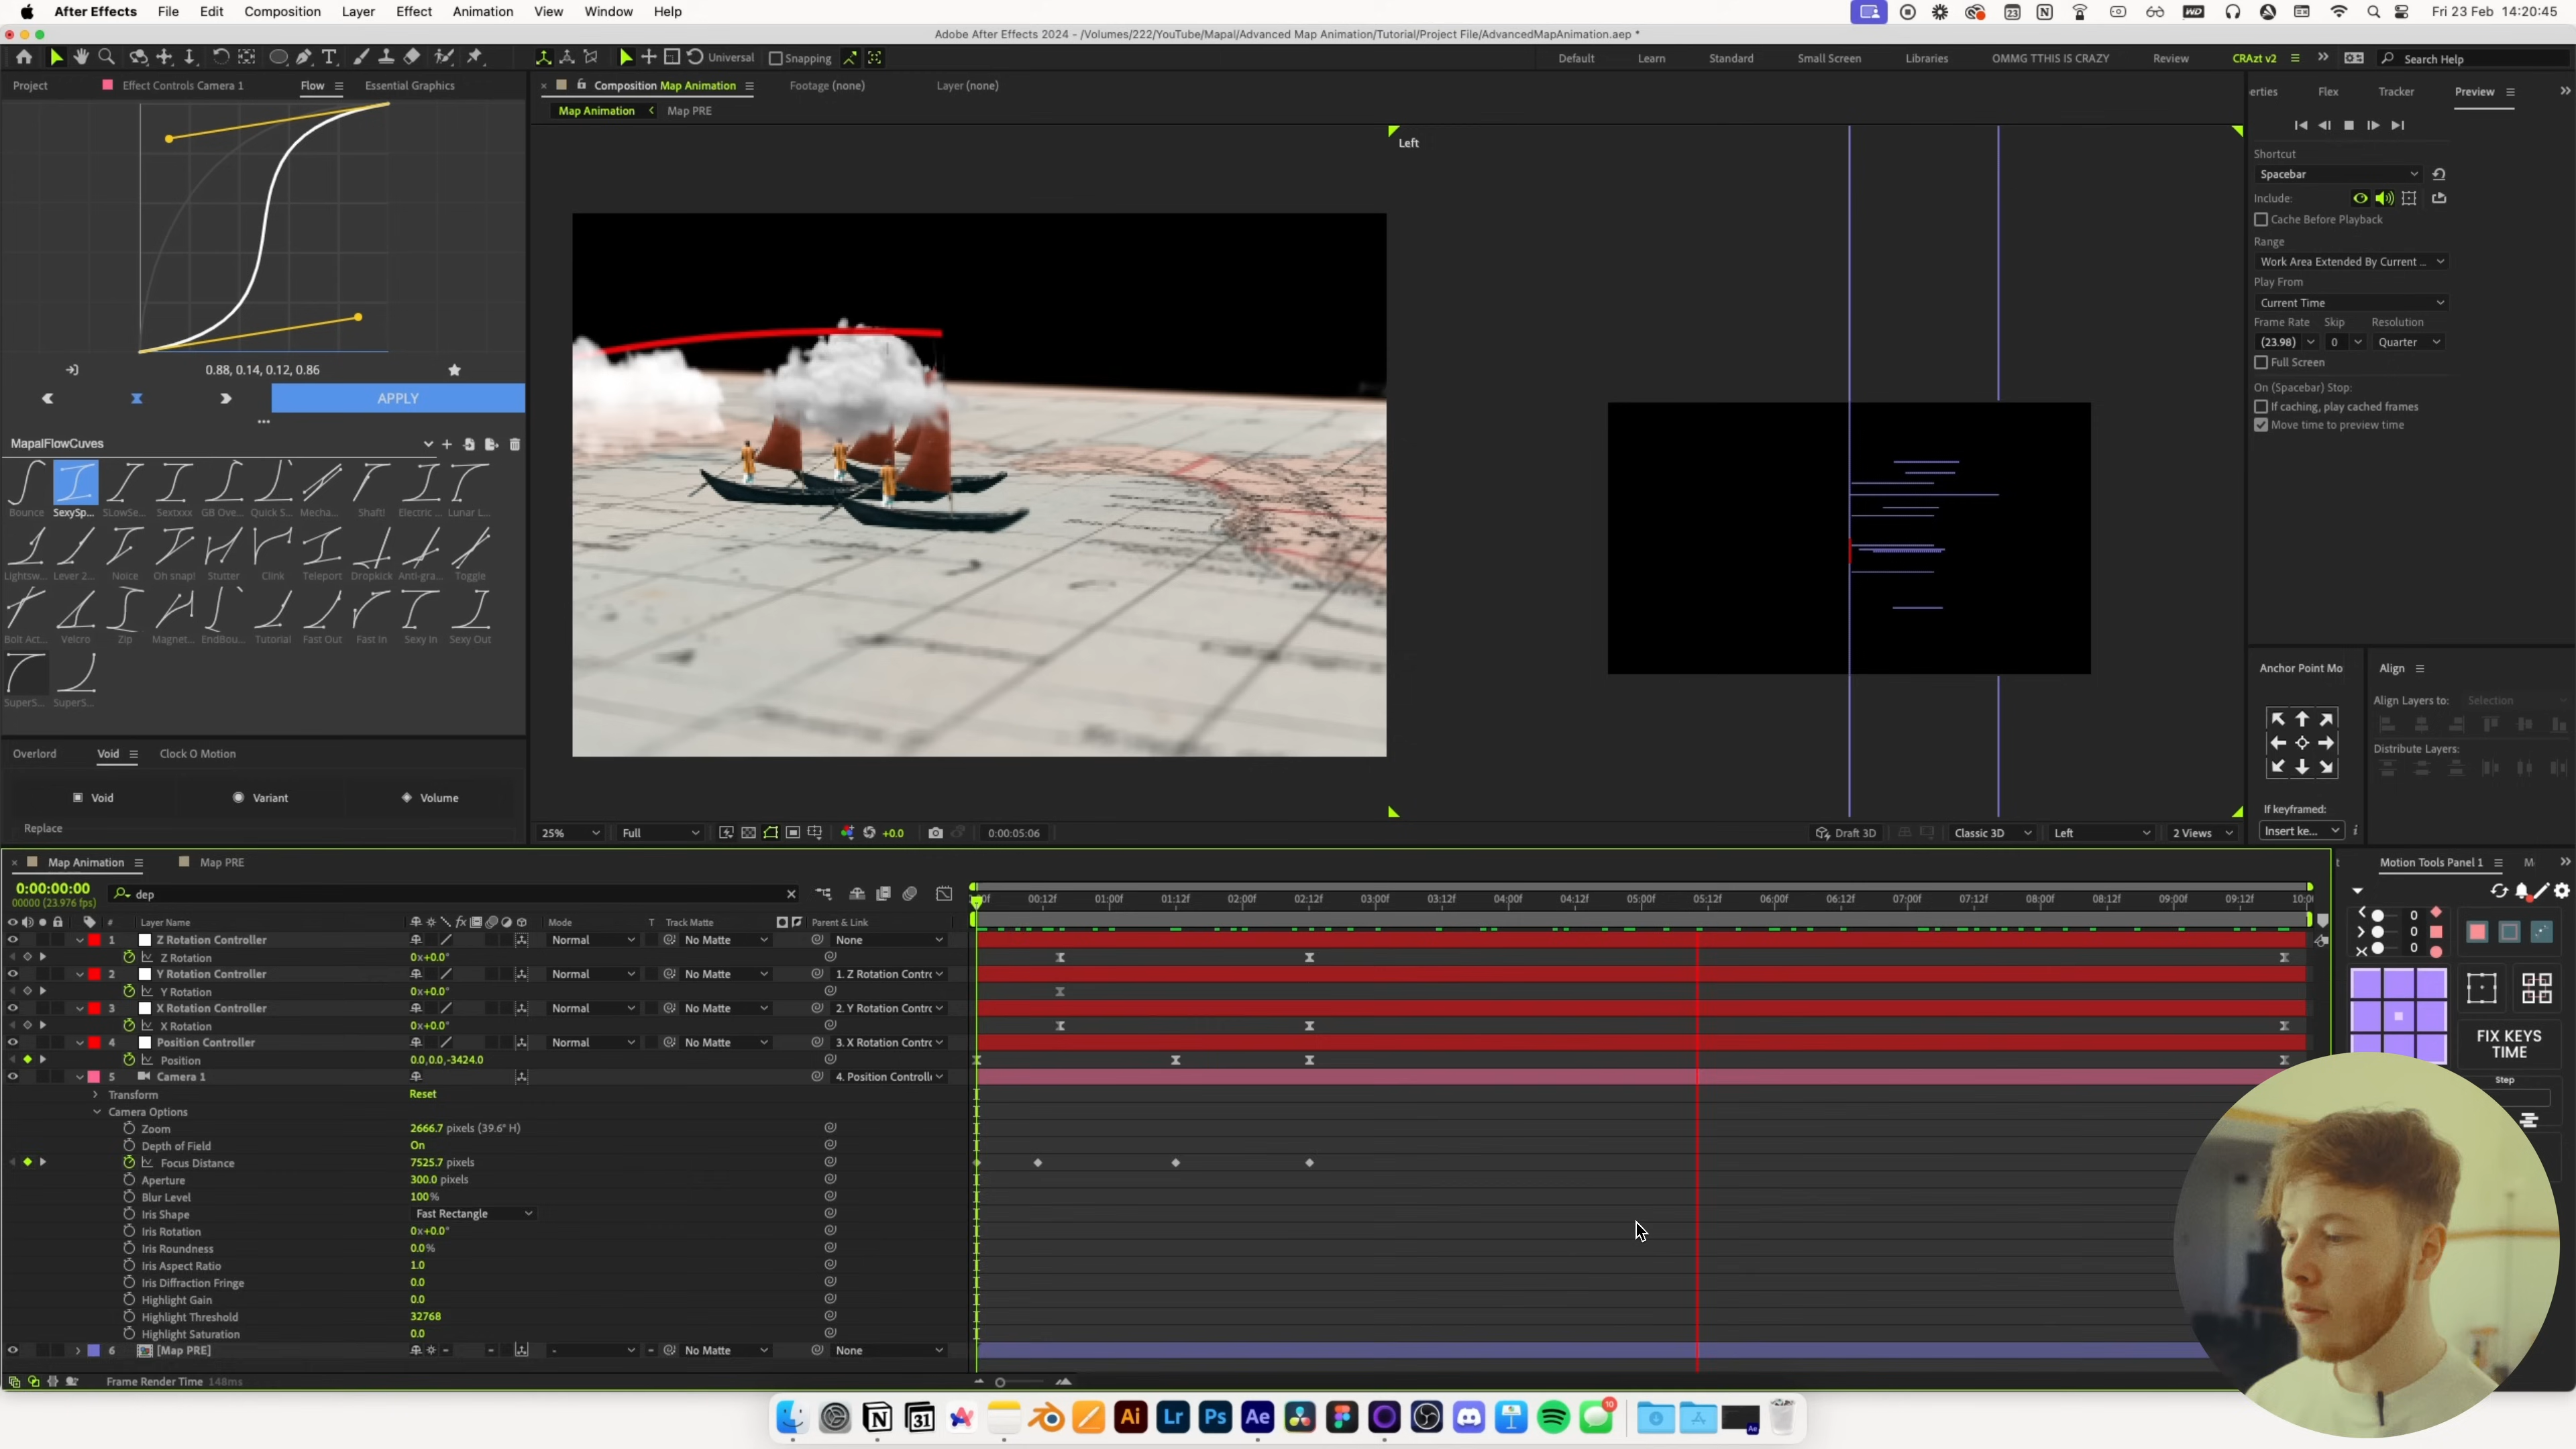 After Effects File Edit Composition Layer Effect Animation View Window Help Fri 23 Feb 14:20:45
Adobe After Effects 2024 - /Volumes/222/YouTube/Mapal/Advanced Map Animation/Tutorial/Project File/AdvancedMapAnimation.aep *
Universal Snapping Default Learn Standard Small Screen Libraries OMMG TTHIS IS CRAZY Review CRAzt v2 Search Help
Project Effect Controls Camera 1 Flow Essential Graphics
Composition Map Animation Footage (none) Layer (none)
erties Flex Tracker Preview
Map Animation Map PRE
Left
0.88, 0.14, 0.12, 0.86
APPLY
MapalFlowCuves
Bounce SexySp... SLowSe... Sextxxx GB Ove... Quick S... Mecha... Shaft! Electric ... Lunar L...
Lightsw... Lever 2... Noice Oh snap! Stutter Clink Teleport Dropkick Anti-gra... Toggle
Bolt Act... Velcro Zip Magnet... EndBou... Tutorial Fast Out Fast In Sexy In Sexy Out
SuperS... SuperS...
Overlord Void Clock O Motion
Void Variant Volume
Replace
Shortcut
Spacebar
Include:
Cache Before Playback
Range
Work Area Extended By Current ...
Play From
Current Time
Frame Rate Skip Resolution
(23.98) 0 Quarter
Full Screen
On (Spacebar) Stop:
If caching, play cached frames
Move time to preview time
Anchor Point Mo Align
Align Layers to: Selection
Distribute Layers:
If keyframed:
Insert ke...
25% Full +0.0 0:00:05:06 Draft 3D Classic 3D Left 2 Views
Map Animation Map PRE
Motion Tools Panel 1 M
0:00:00:00
00000 (23.976 fps)
dep
00:12f 01:00f 01:12f 02:00f 02:12f 03:00f 03:12f 04:00f 04:12f 05:00f 05:12f 06:00f 06:12f 07:00f 07:12f 08:00f 08:12f 09:00f 09:12f 10:0
# Layer Name Mode T Track Matte Parent & Link
1 Z Rotation Controller Normal No Matte None
Z Rotation 0x+0.0°
2 Y Rotation Controller Normal No Matte 1. Z Rotation Contrc
Y Rotation 0x+0.0°
3 X Rotation Controller Normal No Matte 2. Y Rotation Contrc
X Rotation 0x+0.0°
4 Position Controller Normal No Matte 3. X Rotation Contrc
Position 0.0,0.0,-3424.0
5 Camera 1 4. Position Controlle
Transform Reset
Camera Options
Zoom 2666.7 pixels (39.6° H)
Depth of Field On
Focus Distance 7525.7 pixels
Aperture 300.0 pixels
Blur Level 100%
Iris Shape Fast Rectangle
Iris Rotation 0x+0.0°
Iris Roundness 0.0%
Iris Aspect Ratio 1.0
Iris Diffraction Fringe 0.0
Highlight Gain 0.0
Highlight Threshold 32768
Highlight Saturation 0.0
6 [Map PRE] - No Matte None
Frame Render Time 148ms
0
0
0
FIX KEYS
TIME
Step
31 N Ai Lr Ps Ae 10